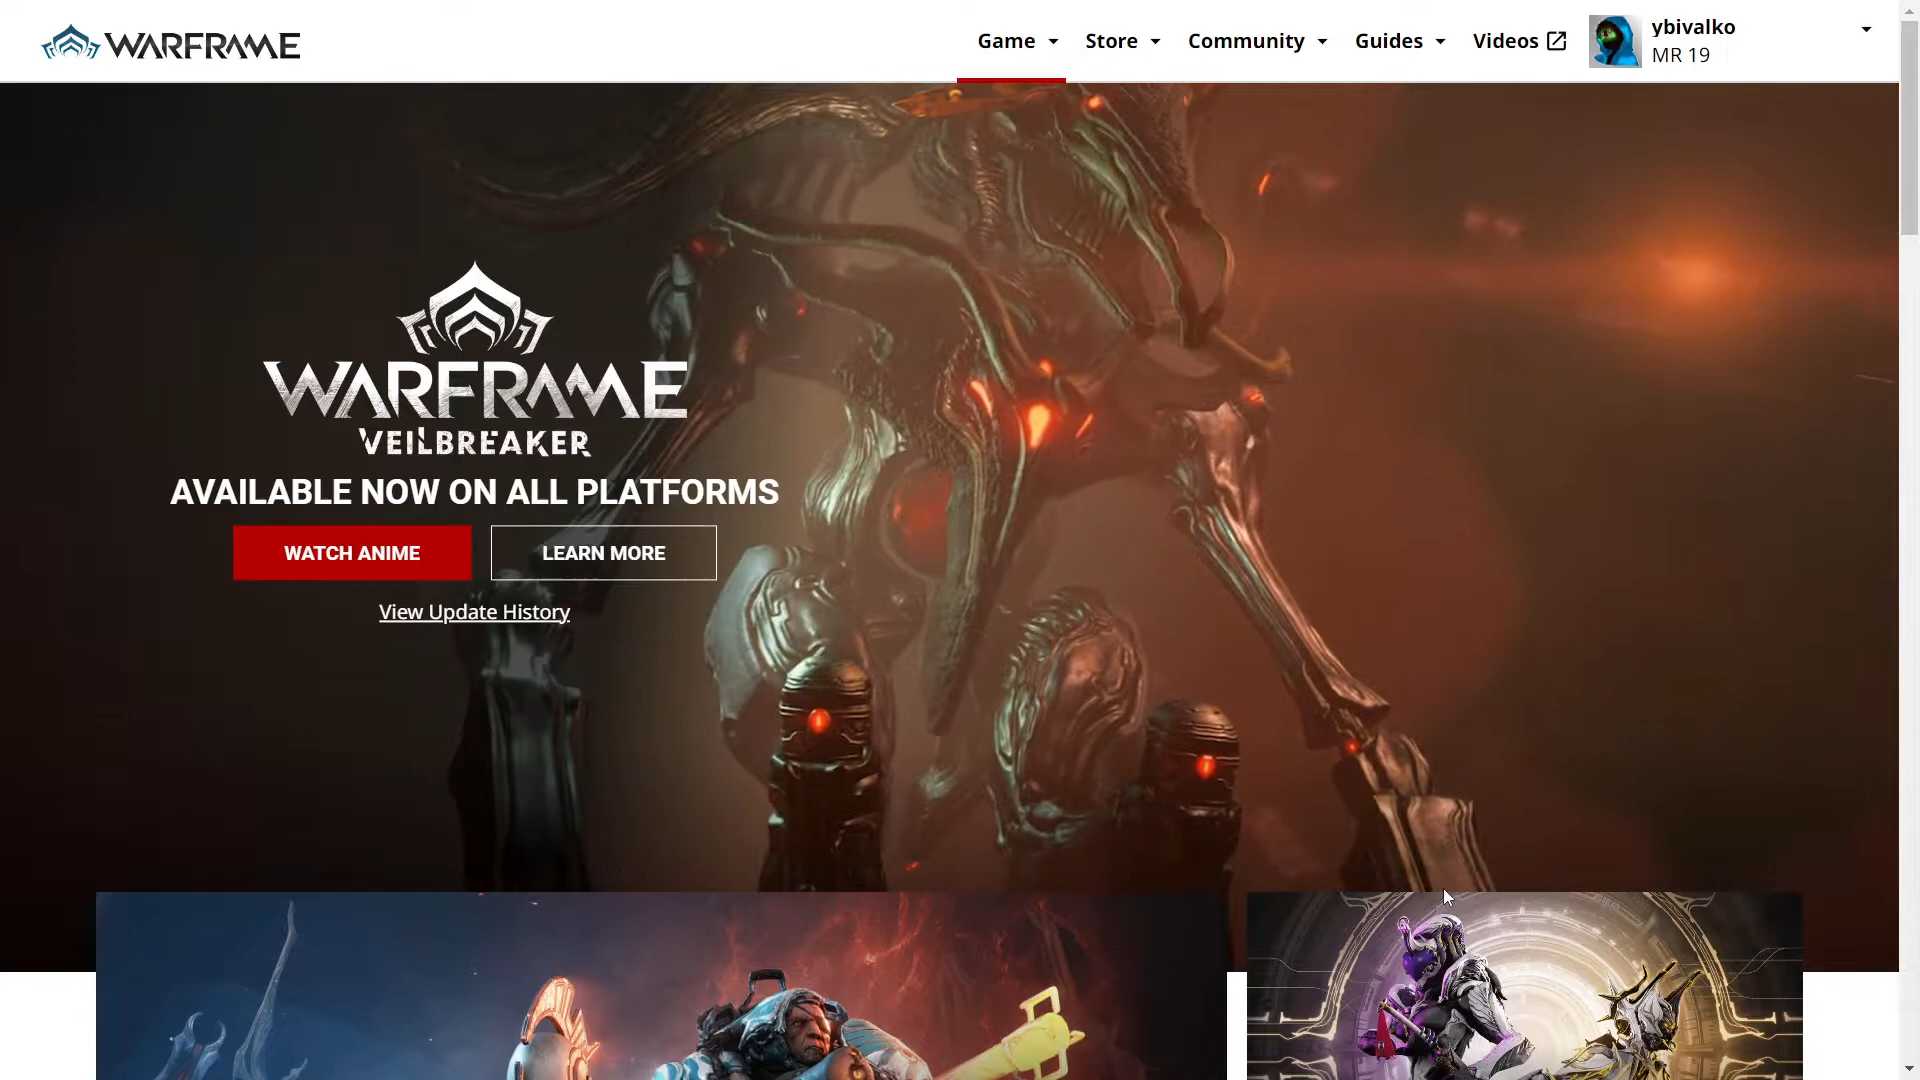 WARFRAME
Game
Store
Community
Guides
Videos
ybivalko
MR 19
WARFRAME
VEILBREAKER
AVAILABLE NOW ON ALL PLATFORMS
WATCH ANIME
LEARN MORE
View Update History